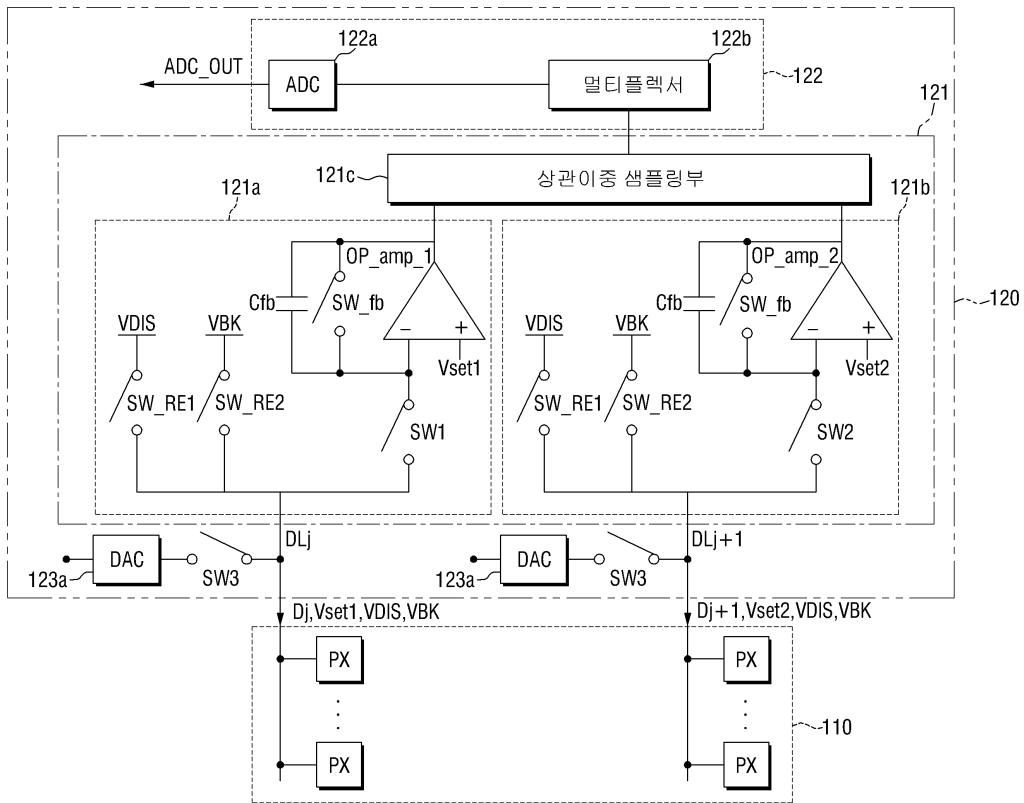 122a
122b
ADC_OUT
ADC
멀티플렉서
122
121
121c
상관이중 샘플링부
121a
121b
OP_amp_1
OP_amp_2
Cfb
SW_fb
Cfb
SW_fb
120
VDIS
VBK
VDIS
VBK
− +
− +
Vset1
Vset2
SW_RE1
SW_RE2
SW1
SW_RE1
SW_RE2
SW2
DLj
DLj+1
DAC
DAC
123a
SW3
123a
SW3
Dj,Vset1,VDIS,VBK
Dj+1,Vset2,VDIS,VBK
PX
PX
110
PX
PX